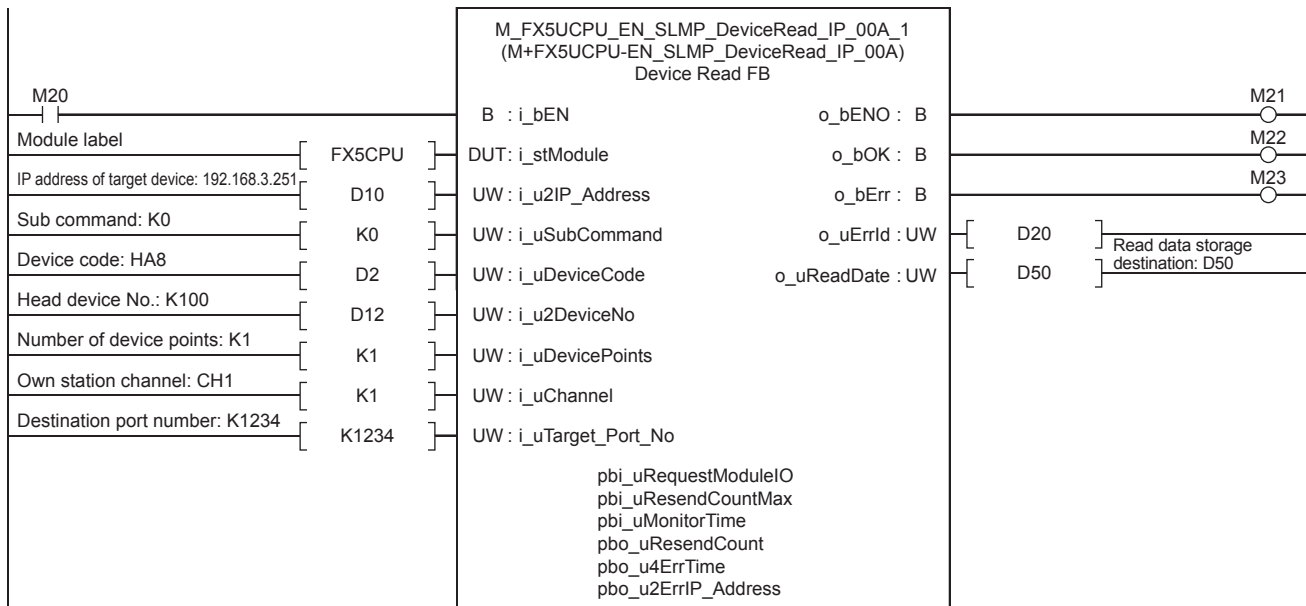 M_FX5UCPU_EN_SLMP_DeviceRead_IP_00A_1
(M+FX5UCPU-EN_SLMP_DeviceRead_IP_00A)
Device Read FB
M20
B : i_bEN
o_bENO : B
M21
Module label
FX5CPU
DUT: i_stModule
o_bOK : B
M22
IP address of target device: 192.168.3.251
D10
UW : i_u2IP_Address
o_bErr : B
M23
Sub command: K0
K0
UW : i_uSubCommand
o_uErrId : UW
D20
Device code: HA8
D2
UW : i_uDeviceCode
o_uReadDate : UW
D50
Read data storage
destination: D50
Head device No.: K100
D12
UW : i_u2DeviceNo
Number of device points: K1
K1
UW : i_uDevicePoints
Own station channel: CH1
K1
UW : i_uChannel
Destination port number: K1234
K1234
UW : i_uTarget_Port_No
pbi_uRequestModuleIO
pbi_uResendCountMax
pbi_uMonitorTime
pbo_uResendCount
pbo_u4ErrTime
pbo_u2ErrIP_Address